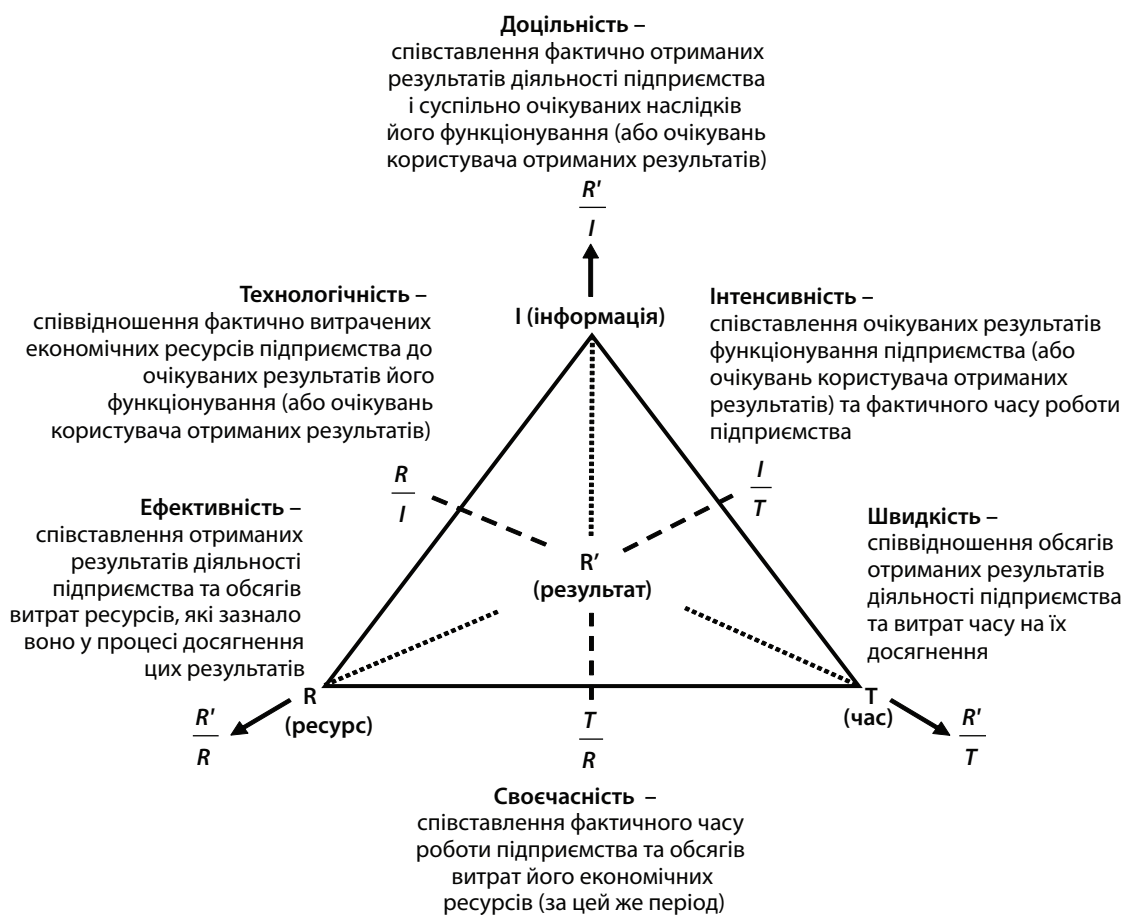 Доцільність –
співставлення фактично отриманих
результатів діяльності підприємства
і суспільно очікуваних наслідків
його функціонування (або очікувань
користувача отриманих результатів)
R'
I
I (інформація)
Технологічність –
співвідношення фактично витрачених
економічних ресурсів підприємства до
очікуваних результатів його
функціонування (або очікувань
користувача отриманих результатів)
R
I
Інтенсивність –
співставлення очікуваних результатів
функціонування підприємства (або
очікувань користувача отриманих
результатів) та фактичного часу роботи
підприємства
I
T
Ефективність –
співставлення отриманих
результатів діяльності
підприємства та обсягів
витрат ресурсів, які зазнало
воно у процесі досягнення
цих результатів
R'
(результат)
Швидкість –
співвідношення обсягів
отриманих результатів
діяльності підприємства
та витрат часу на їх
досягнення
R
(ресурс)
R'
R
T
R
T
(час)
R'
T
Своєчасність –
співставлення фактичного часу
роботи підприємства та обсягів
витрат його економічних
ресурсів (за цей же період)